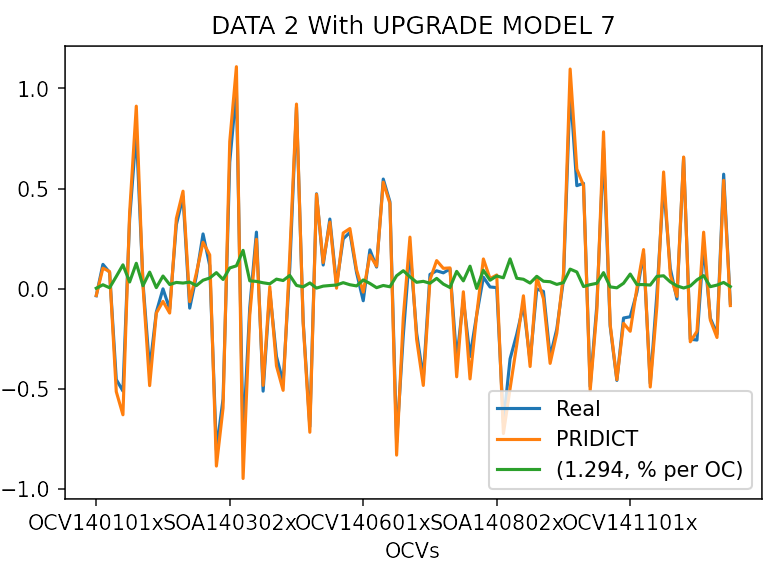 DATA 2 With UPGRADE MODEL 7
1.0
0.5
0.0
−0.5
−1.0
Real
PRIDICT
(1.294, % per OC)
OCV140101xSOA140302xOCV140601xSOA140802xOCV141101x
OCVs